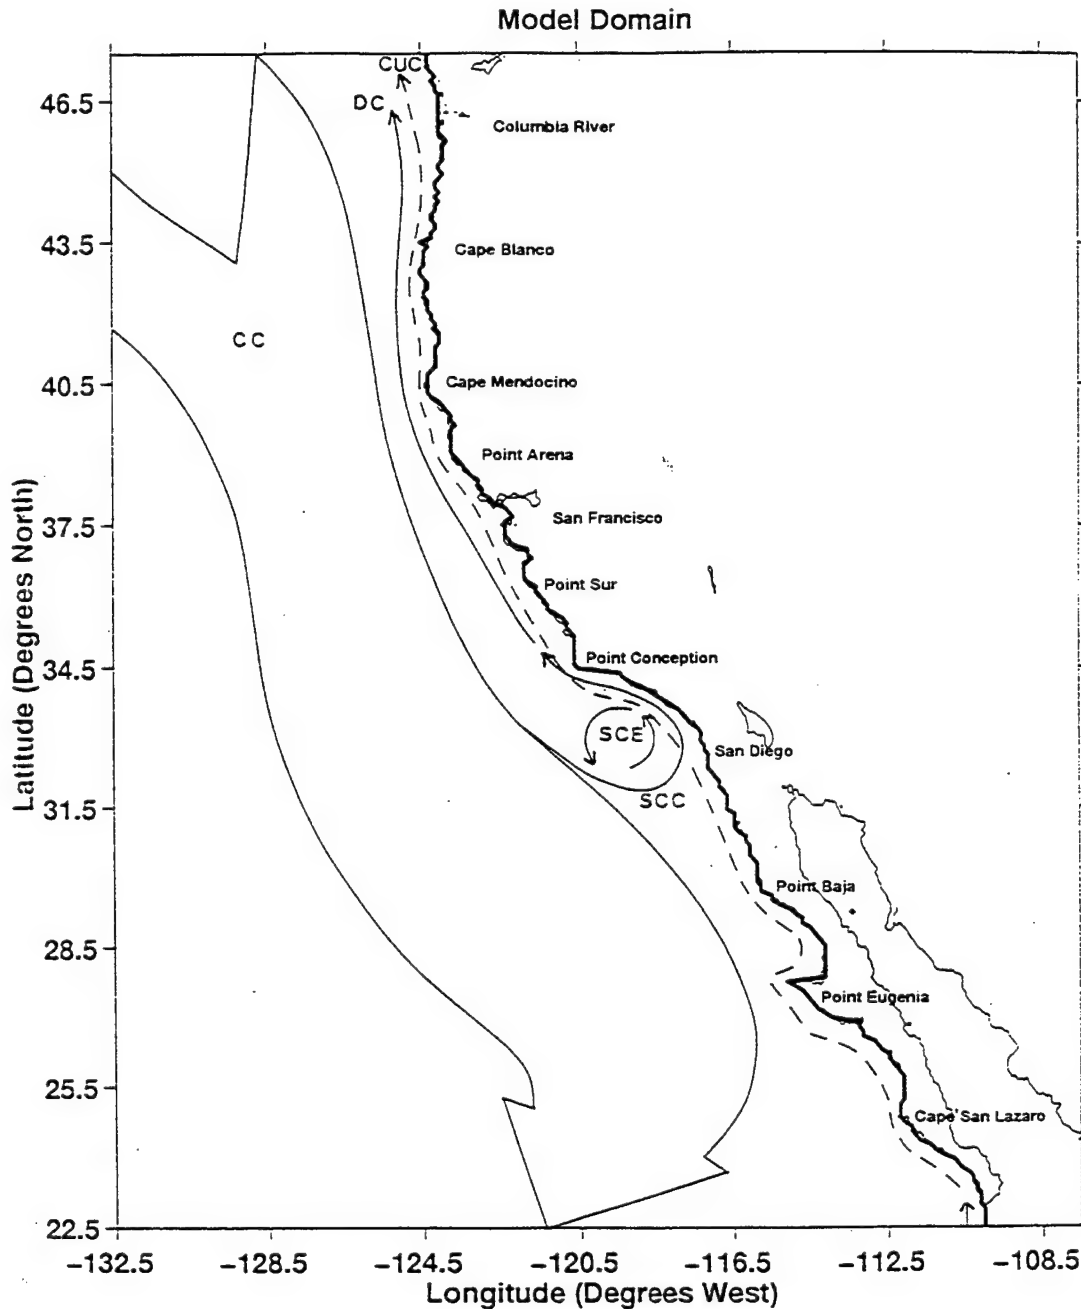 Model Domain
CUC
46.5
DC
Columbia River
43.5
Cape Blanco
CC
40.5
Cape Mendocino
Point Arena
37.5
San Francisco
Point Sur
34.5
Point Conception
SCE
San Diego
SCC
31.5
Point Baja
28.5
Point Eugenia
25.5
Cape San Lazaro
22.5
Latitude (Degrees North)
-132.5 -128.5 -124.5 -120.5 -116.5 -112.5 -108.5
Longitude (Degrees West)